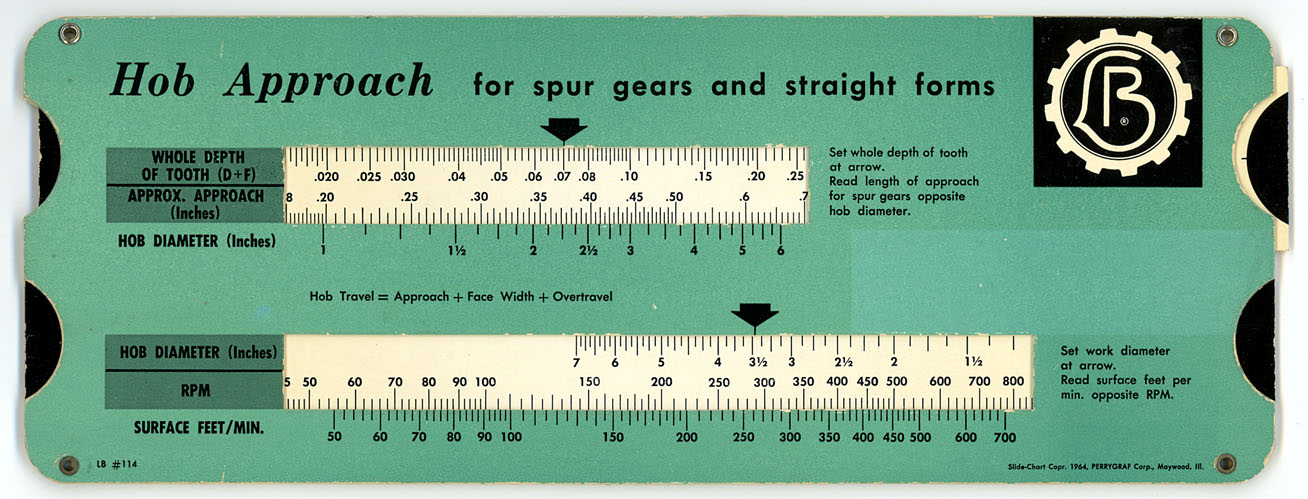 Hob Approach for spur gears and straight forms
LB
®
WHOLE DEPTH
OF TOOTH (D+F)
.020 .025 .030 .04 .05 .06 .07 .08 .10 .15 .20 .25
APPROX. APPROACH
(Inches)
8 .20 .25 .30 .35 .40 .45 .50 .6 .7
HOB DIAMETER (Inches)
1 1½ 2 2½ 3 4 5 6
Set whole depth of tooth
at arrow.
Read length of approach
for spur gears opposite
hob diameter.
Hob Travel = Approach + Face Width + Overtravel
HOB DIAMETER (Inches)
7 6 5 4 3½ 3 2½ 2 1½
RPM
5 50 60 70 80 90 100 150 200 250 300 350 400 450 500 600 700 800
SURFACE FEET/MIN.
50 60 70 80 90 100 150 200 250 300 350 400 450 500 600 700
Set work diameter
at arrow.
Read surface feet per
min. opposite RPM.
LB #114
Slide-Chart Copr. 1964, PERRYGRAF Corp., Maywood, Ill.